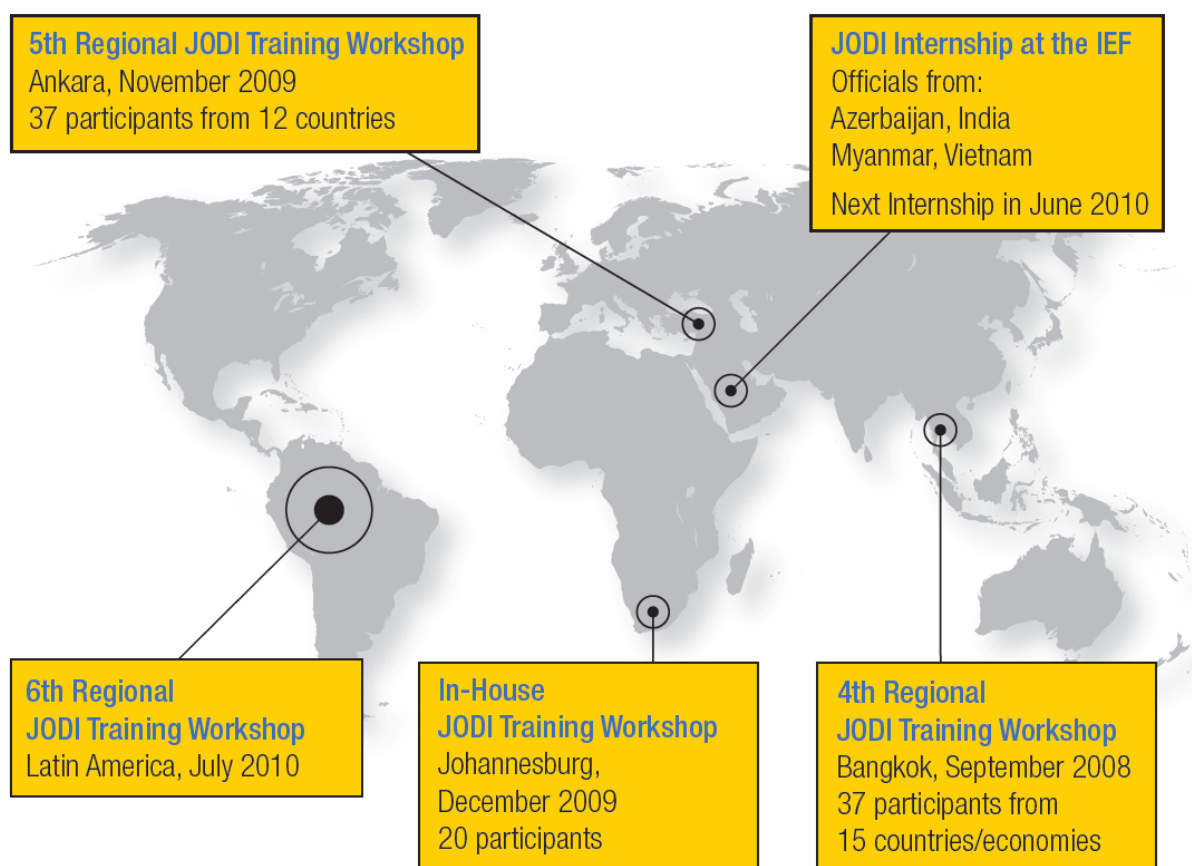 5th Regional JODI Training Workshop
Ankara, November 2009
37 participants from 12 countries
JODI Internship at the IEF
Officials from:
Azerbaijan, India
Myanmar, Vietnam
Next Internship in June 2010
6th Regional
JODI Training Workshop
Latin America, July 2010
In-House
JODI Training Workshop
Johannesburg,
December 2009
20 participants
4th Regional
JODI Training Workshop
Bangkok, September 2008
37 participants from
15 countries/economies